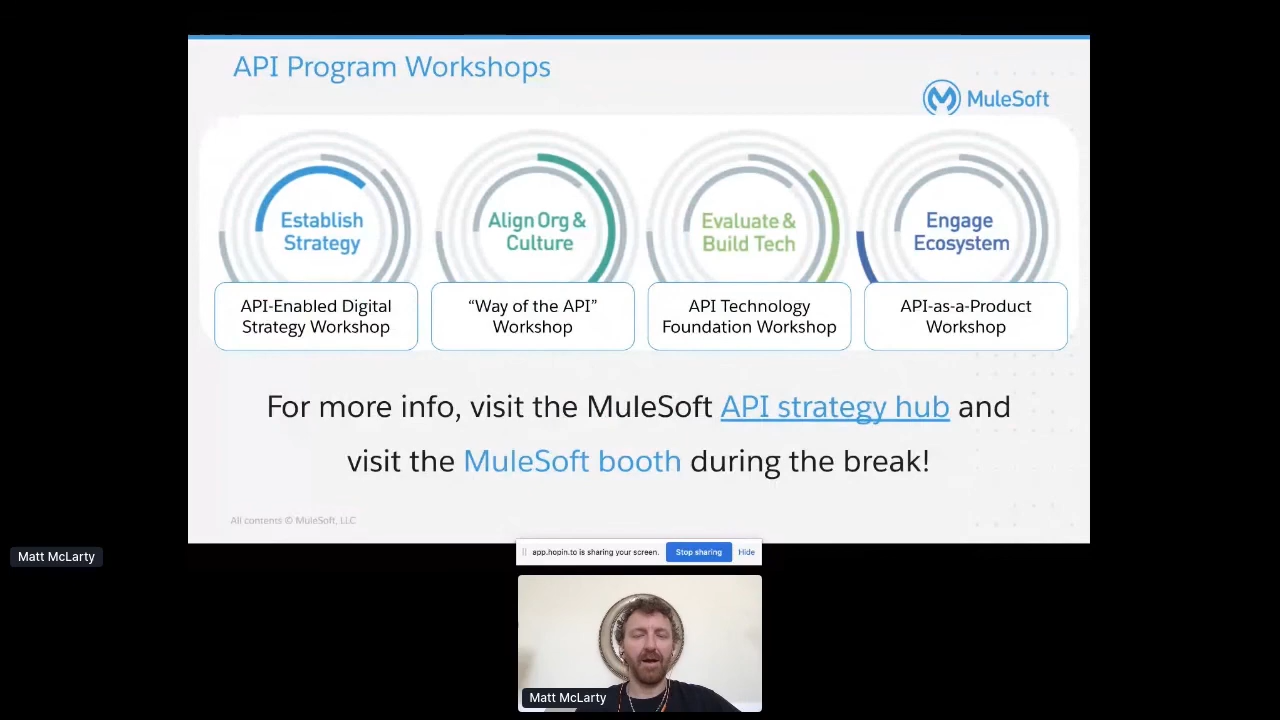 API Program Workshops
MuleSoft
Establish
Strategy
Align Org &
Culture
Evaluate &
Build Tech
Engage
Ecosystem
API-Enabled Digital
Strategy Workshop
“Way of the API”
Workshop
API Technology
Foundation Workshop
API-as-a-Product
Workshop
For more info, visit the MuleSoft API strategy hub and
visit the MuleSoft booth during the break!
All contents © MuleSoft, LLC
Matt McLarty
app.hopin.to is sharing your screen. Stop sharing Hide
Matt McLarty